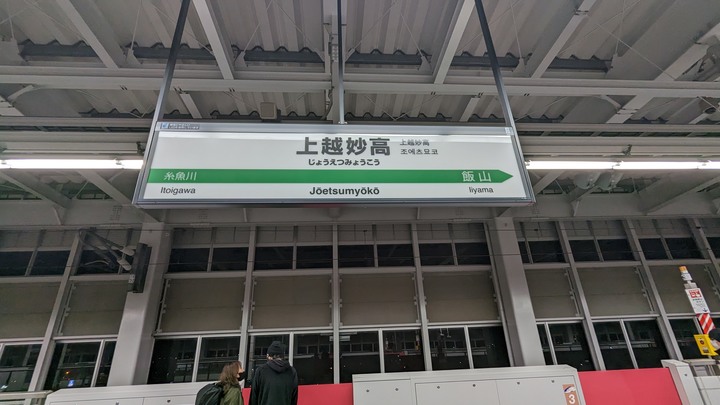 上越妙高
上越妙高
조에츠묘코
じょうえつみょうこう
糸魚川
飯山
Itoigawa
Jōetsumyōkō
Iiyama
3